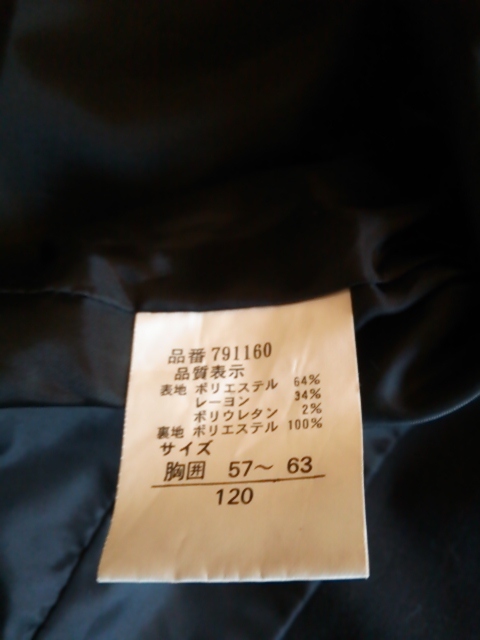 品番 791160
品質表示
表地 ポリエステル 64%
レーヨン 34%
ポリウレタン 2%
裏地 ポリエステル 100%
サイズ
胸囲 57～ 63
120